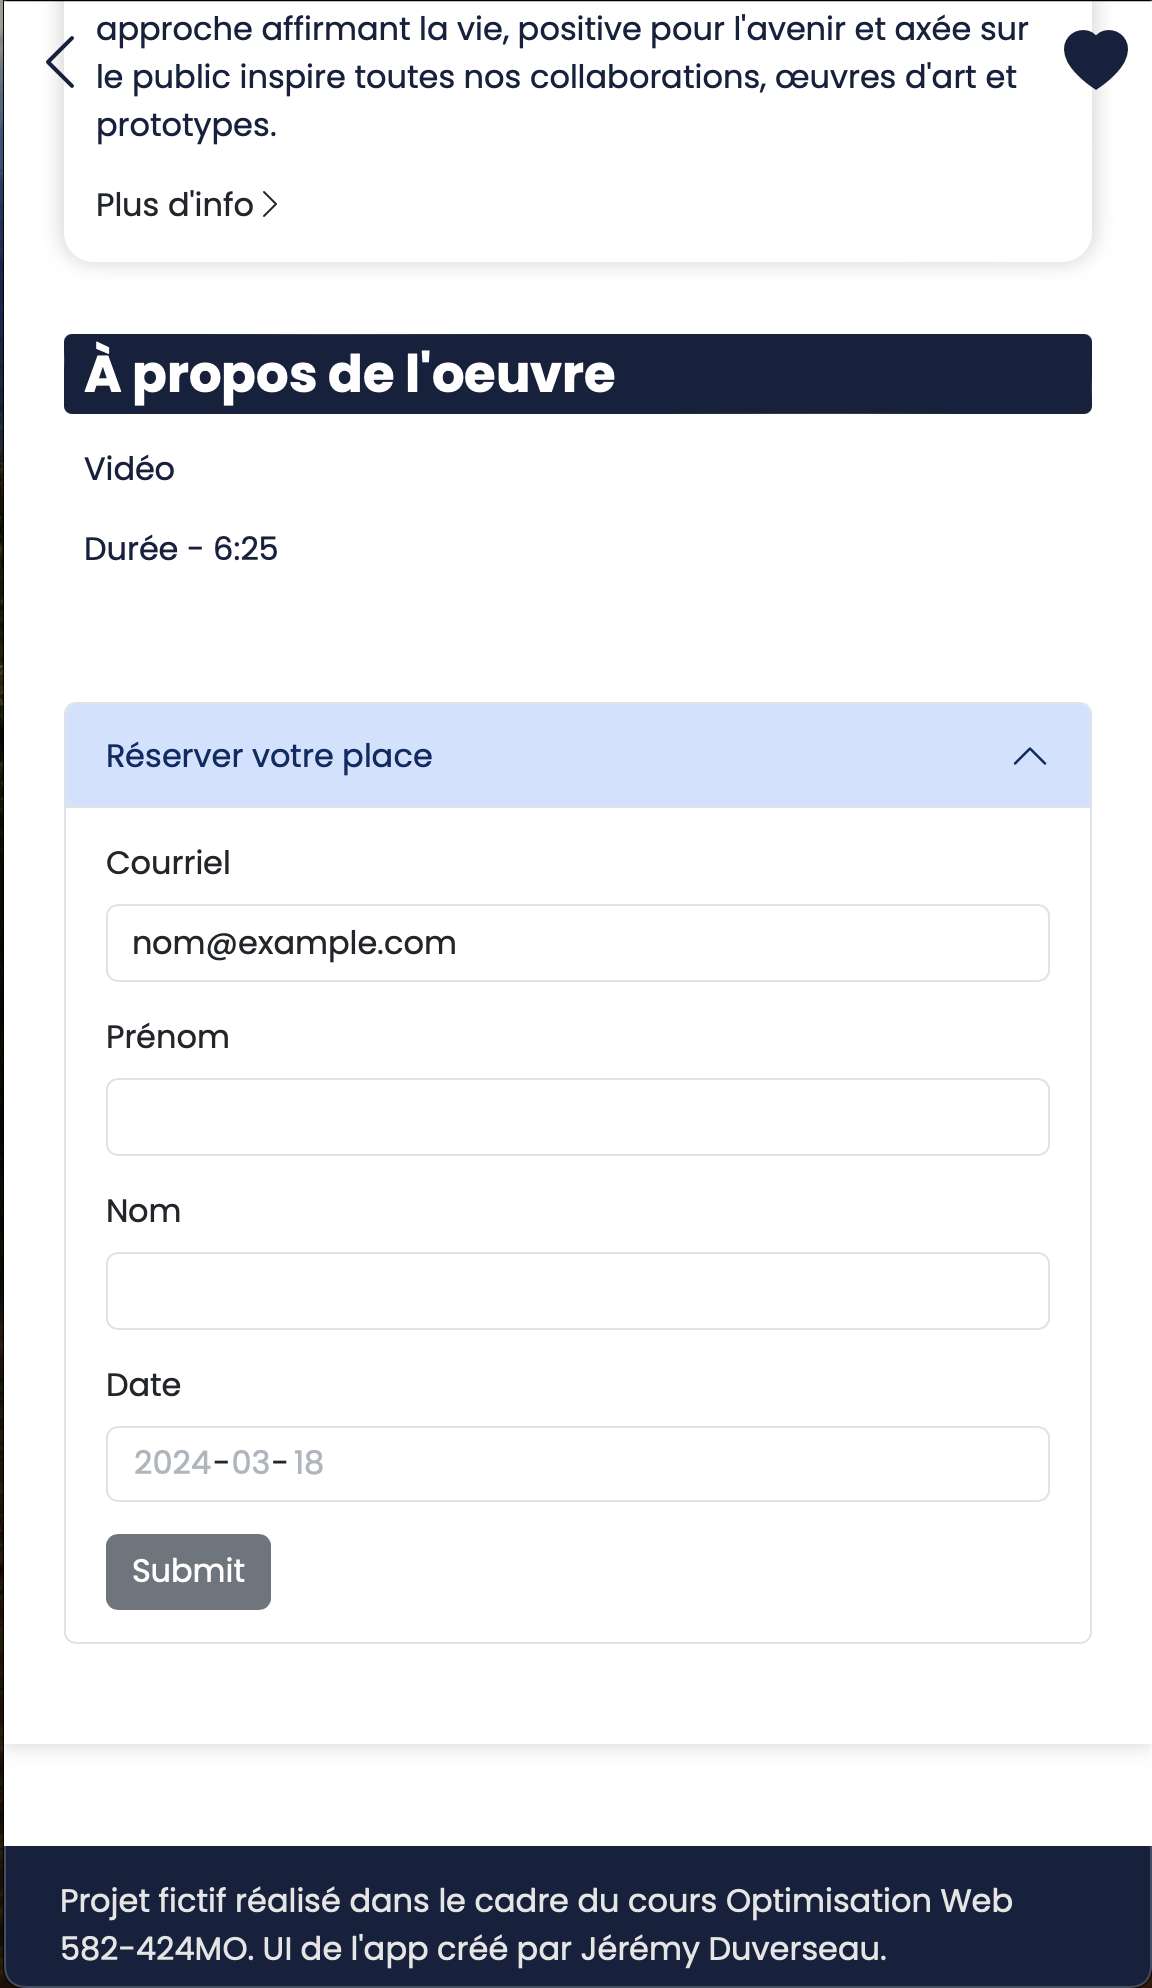 approche affirmant la vie, positive pour l'avenir et axée sur
le public inspire toutes nos collaborations, œuvres d'art et
prototypes.
Plus d'info
À propos de l'oeuvre
Vidéo
Durée - 6:25
Réserver votre place
Courriel
nom@example.com
Prénom
Nom
Date
2024-03-18
Submit
Projet fictif réalisé dans le cadre du cours Optimisation Web
582-424MO. UI de l'app créé par Jérémy Duverseau.